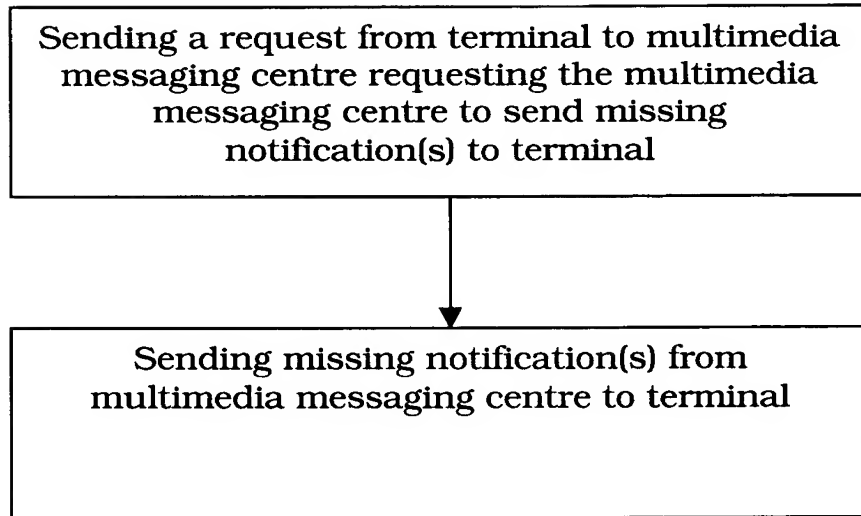 Sending a request from terminal to multimedia
messaging centre requesting the multimedia
messaging centre to send missing
notification(s) to terminal
Sending missing notification(s) from
multimedia messaging centre to terminal